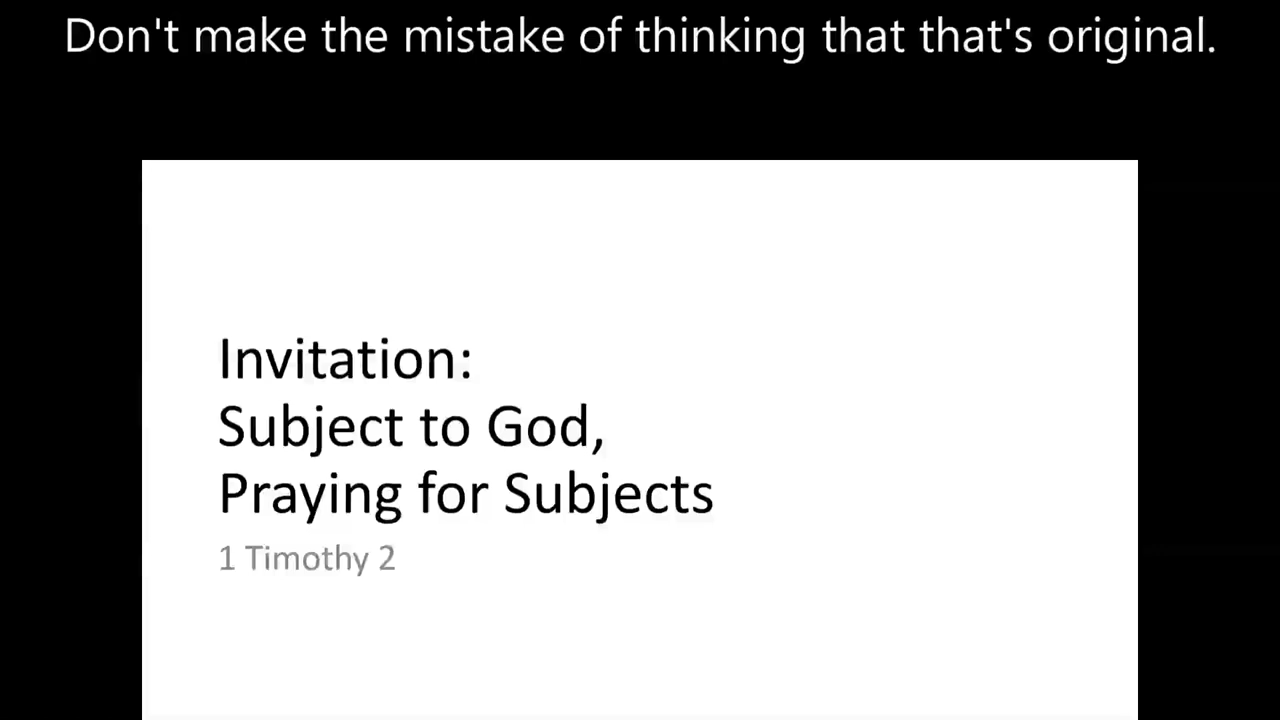 Don't make the mistake of thinking that that's original.
Invitation:
Subject to God,
Praying for Subjects
1 Timothy 2